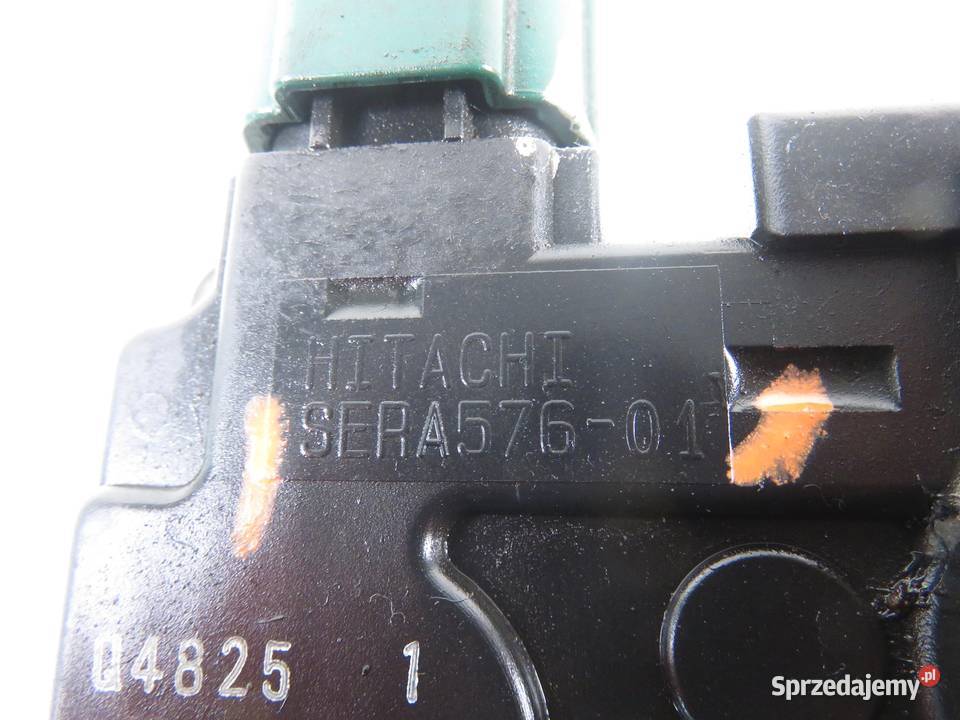 HITACHI
SERA576-01
Q4825 1
Sprzedajemy.pl